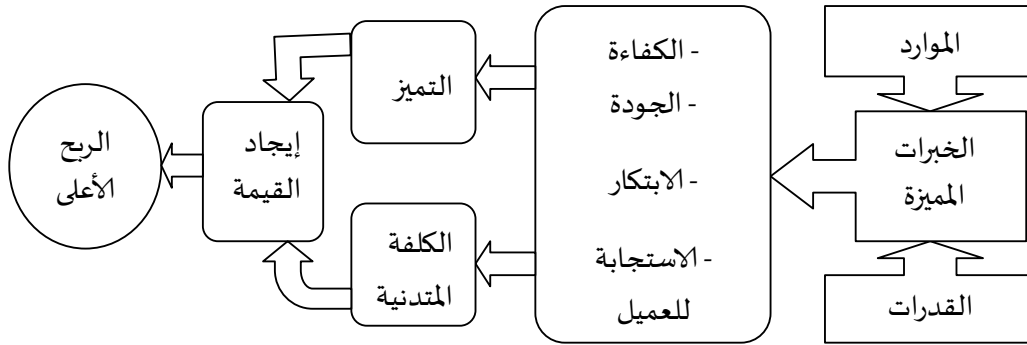 الموارد
الخبرات
المميزة
القدرات
- الكفاءة
- الجودة
- الابتكار
- الاستجابة
للعميل
التميز
الكلفة
المتدنية
إيجاد
القيمة
الربح
الأعلى